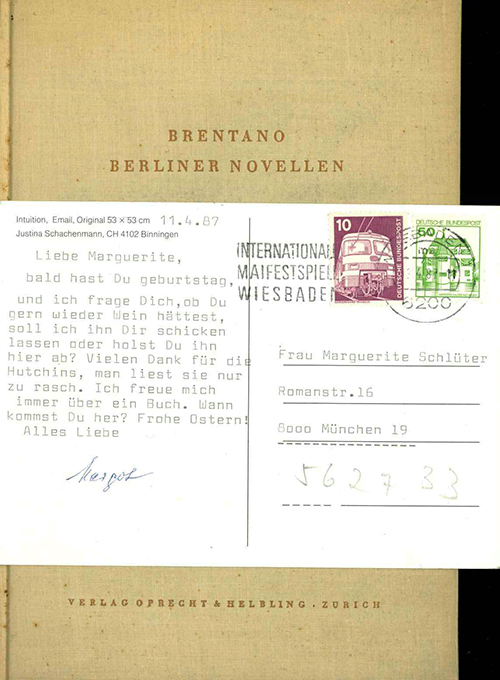 BRENTANO
BERLINER NOVELLEN
Intuition, Email, Original 53 × 53 cm 11.4.87
Justina Schachenmann, CH 4102 Binningen
Liebe Marguerite,
bald hast Du geburtstag,
und ich frage Dich,ob Du
gern wieder Wein hättest,
soll ich ihn Dir schicken
lassen oder holst Du ihn
hier ab? Vielen Dank für die
Hutchins, man liest sie nur
zu rasch. Ich freue mich
immer über ein Buch. Wann
kommst Du her? Frohe Ostern!
Alles Liebe
Margot
INTERNATIONALE
MAIFESTSPIELE
WIESBADEN
10
DEUTSCHE BUNDESPOST
DEUTSCHE BUNDESPOST
50
6200
Frau Marguerite Schlüter
Romanstr.16
8000 München 19
562733
VERLAG OPRECHT & HELBLING · ZÜRICH